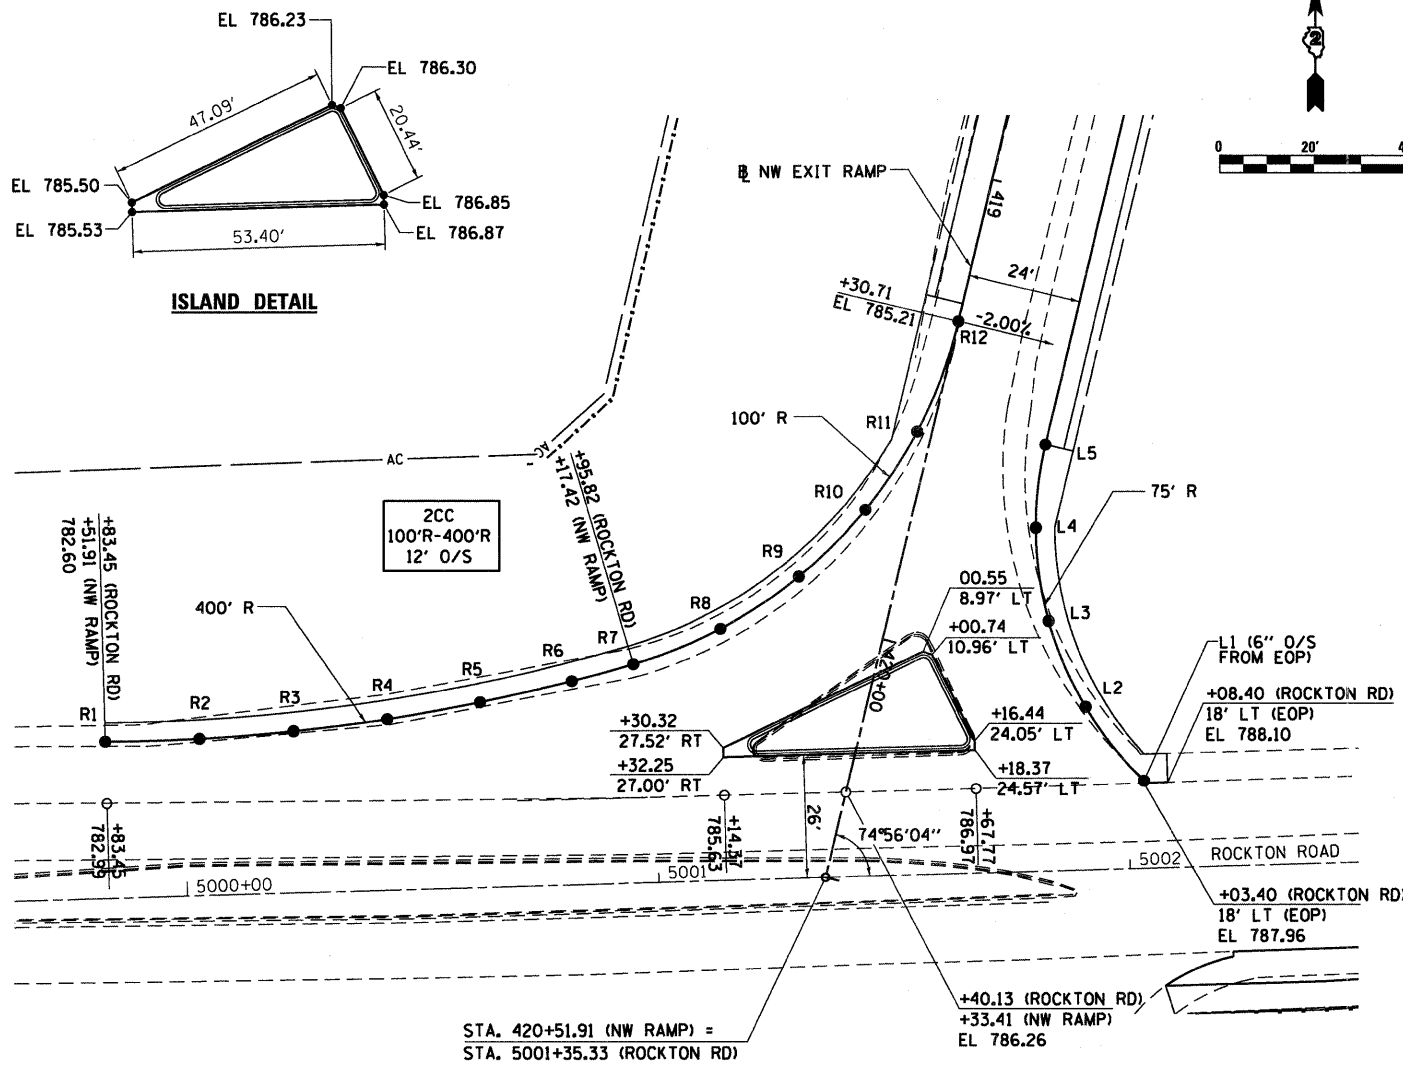 EL 786.23
EL 786.30
47.09'
20.44'
EL 785.50
EL 785.53
EL 786.85
EL 786.87
53.40'
ISLAND DETAIL
2
0
20'
NW EXIT RAMP
419
24'
+30.71
EL 785.21
-2.00%
R12
100' R
R11
R10
R9
R8
R7
R6
R5
R4
R3
R2
R1
L5
L4
L3
L2
75' R
AC
AC
2CC
100'R-400'R
12' O/S
+95.82 (ROCKTON RD)
+17.42 (NW RAMP)
+83.45 (ROCKTON RD)
+51.91 (NW RAMP)
782.60
400' R
00.55
8.97' LT
+00.74
10.96' LT
420+00
L1 (6" O/S
FROM EOP)
+08.40 (ROCKTON RD)
18' LT (EOP)
EL 788.10
+30.32
27.52' RT
+32.25
27.00' RT
+16.44
24.05' LT
+18.37
24.57' LT
26'
74°56'04"
+83.45
782.99
+14.37
785.63
+67.77
786.97
5000+00
5001
5002
ROCKTON ROAD
+03.40 (ROCKTON RD)
18' LT (EOP)
EL 787.96
+40.13 (ROCKTON RD)
+33.41 (NW RAMP)
EL 786.26
STA. 420+51.91 (NW RAMP) =
STA. 5001+35.33 (ROCKTON RD)